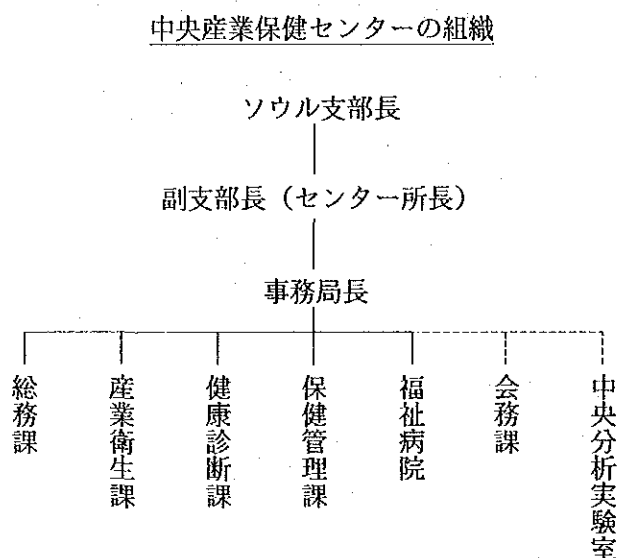 中央産業保健センターの組織
ソウル支部長
副支部長（センター所長）
事務局長
総務課
産業衛生課
健康診断課
保健管理課
福祉病院
会務課
中央分析実験室